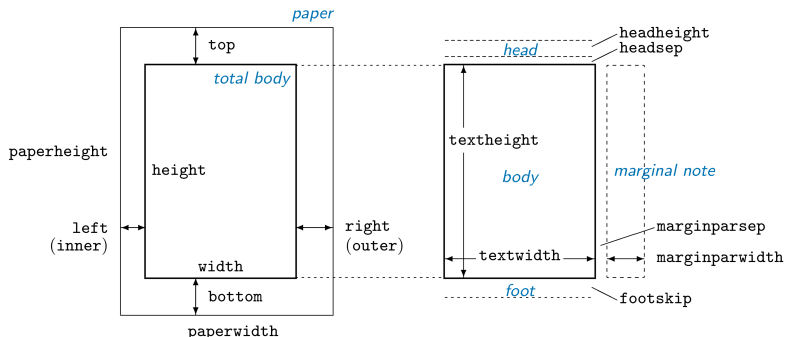 paper
top
total body
paperheight
height
left
(inner)
right
(outer)
width
bottom
paperwidth
headheight
head
headsep
textheight
body
marginal note
marginparsep
textwidth
marginparwidth
foot
footskip